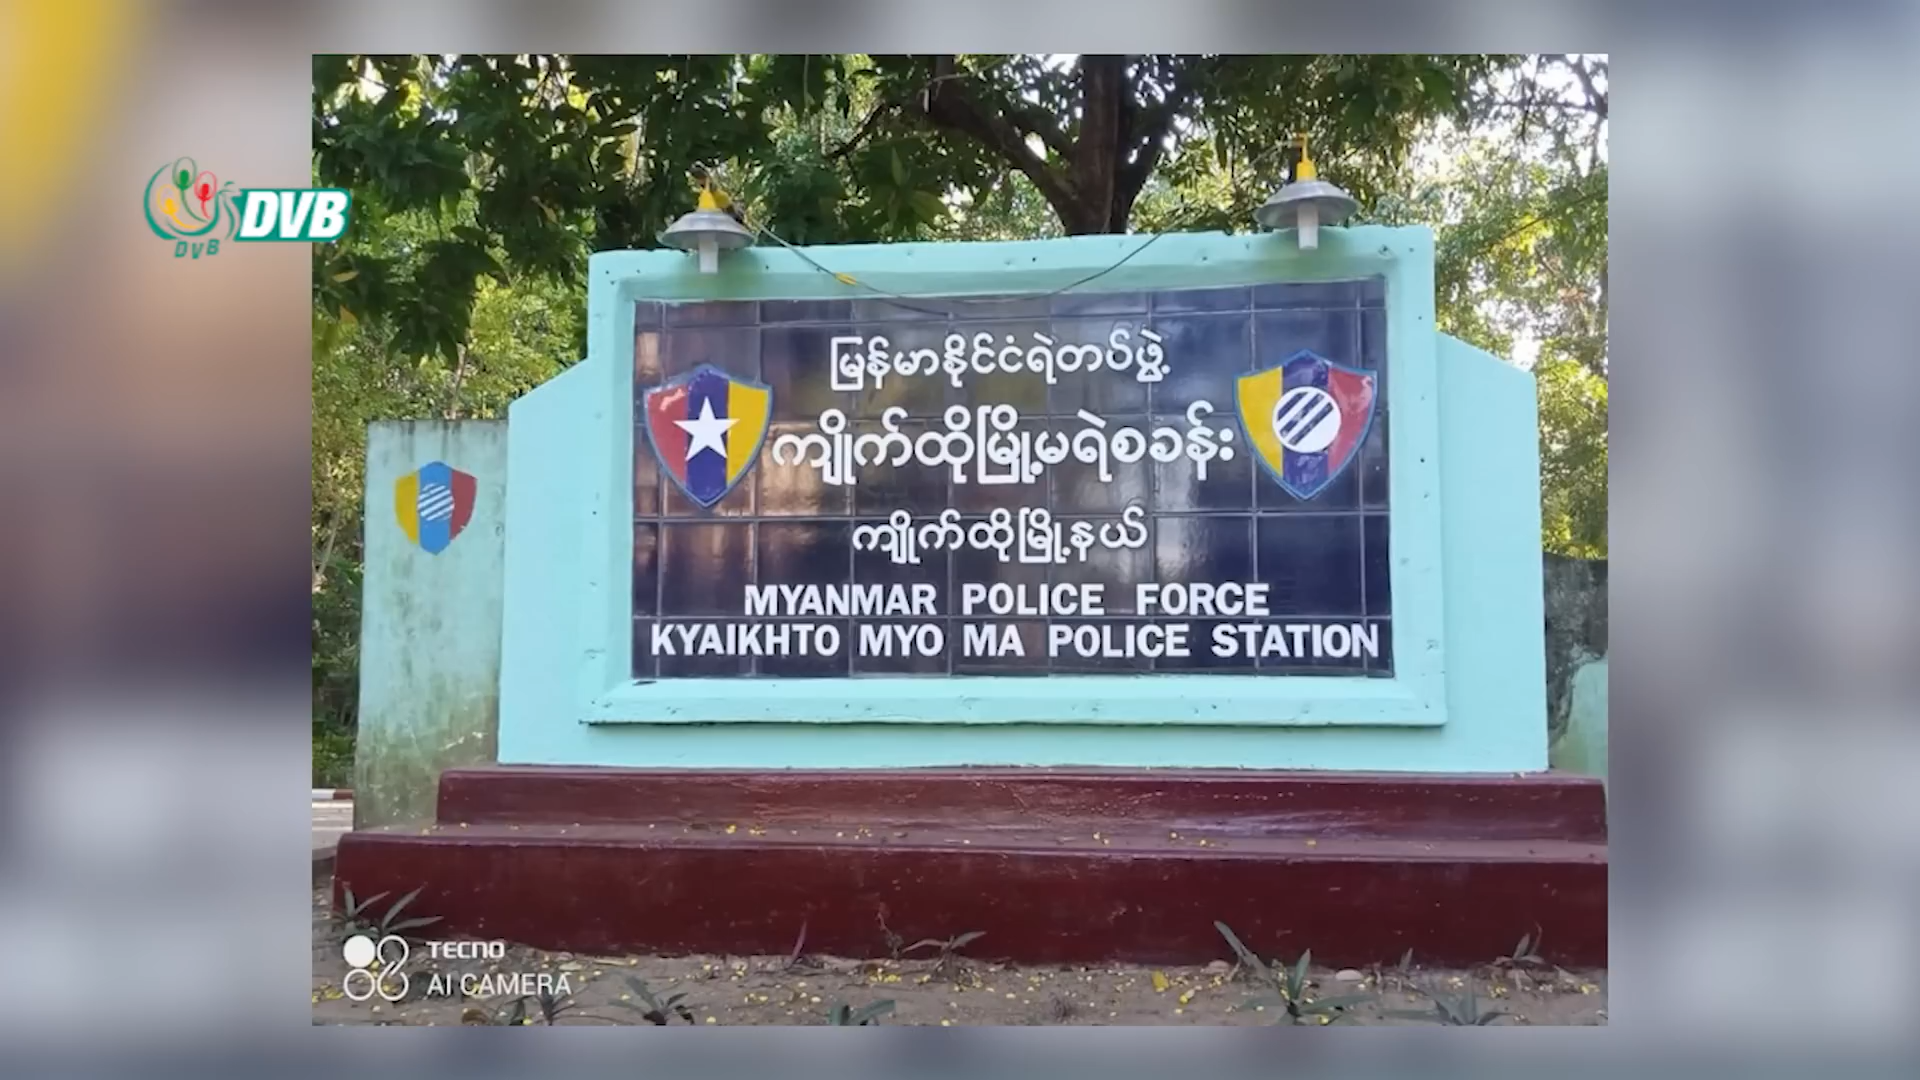 DVB
DVB
မြန်မာနိုင်ငံရဲတပ်ဖွဲ့
ကျိုက်ထိုမြို့မရဲစခန်း
ကျိုက်ထိုမြို့နယ်
MYANMAR POLICE FORCE
KYAIKHTO MYO MA POLICE STATION
TECNO
AI CAMERA